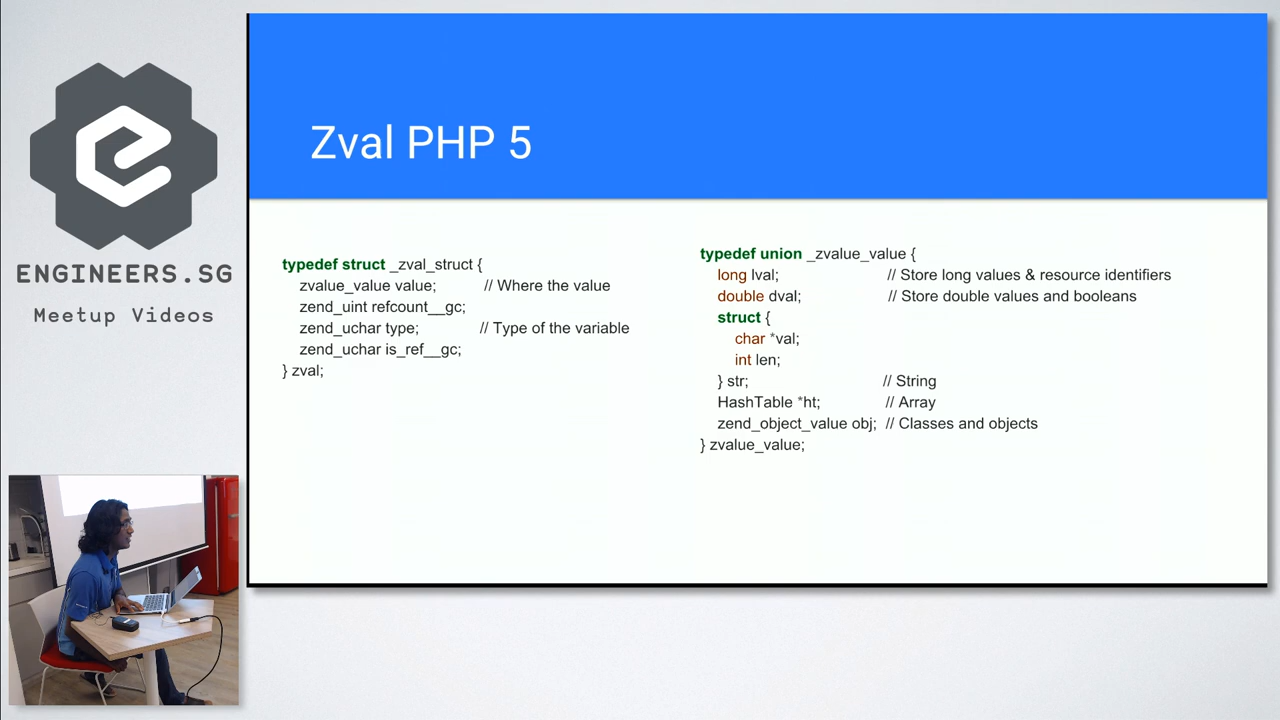 ENGINEERS.SG
Meetup Videos
Zval PHP 5
typedef struct _zval_struct {
zvalue_value value; // Where the value
zend_uint refcount__gc;
zend_uchar type; // Type of the variable
zend_uchar is_ref__gc;
} zval;
typedef union _zvalue_value {
long lval; // Store long values & resource identifiers
double dval; // Store double values and booleans
struct {
char *val;
int len;
} str; // String
HashTable *ht; // Array
zend_object_value obj; // Classes and objects
} zvalue_value;